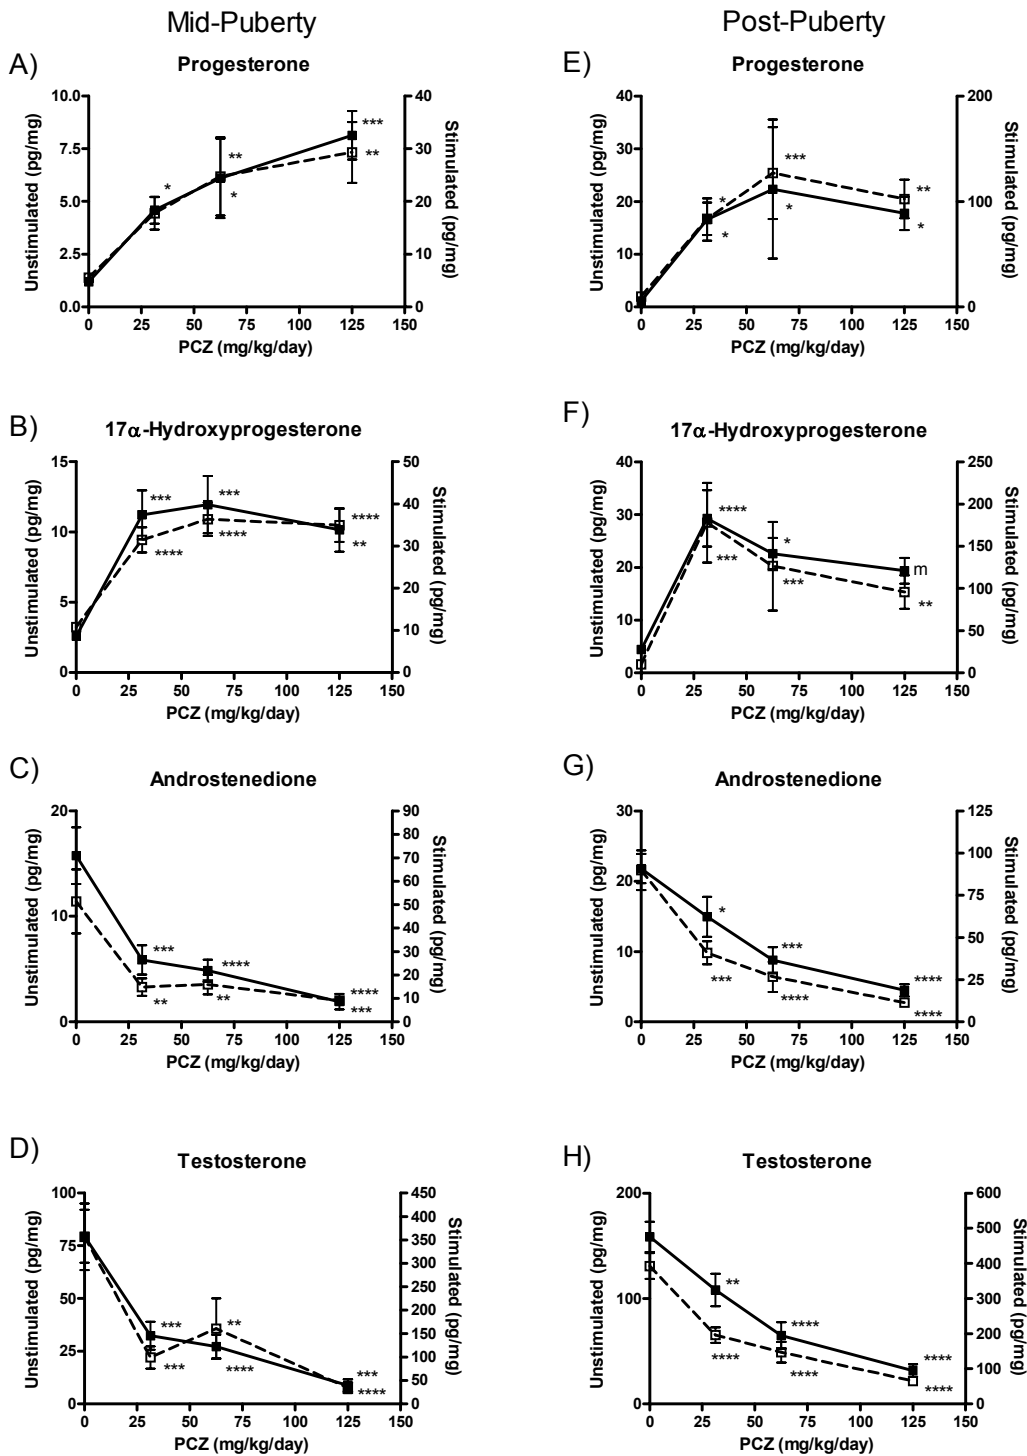 Mid-Puberty
Post-Puberty
A)
Progesterone
10.0
7.5
5.0
2.5
0.0
Unstimulated (pg/mg)
40
30
20
10
0
Stimulated (pg/mg)
*
**
*
***
**
0 25 50 75 100 125 150
PCZ (mg/kg/day)
E)
Progesterone
40
30
20
10
0
Unstimulated (pg/mg)
200
100
0
Stimulated (pg/mg)
*
*
***
*
**
*
0 25 50 75 100 125 150
PCZ (mg/kg/day)
B)
17α-Hydroxyprogesterone
15
10
5
0
Unstimulated (pg/mg)
50
40
30
20
10
0
Stimulated (pg/mg)
***
****
***
****
****
**
0 25 50 75 100 125 150
PCZ (mg/kg/day)
F)
17α-Hydroxyprogesterone
40
30
20
10
0
Unstimulated (pg/mg)
250
200
150
100
50
0
Stimulated (pg/mg)
****
***
*
***
m
**
0 25 50 75 100 125 150
PCZ (mg/kg/day)
C)
Androstenedione
20
10
0
Unstimulated (pg/mg)
90
80
70
60
50
40
30
20
10
0
Stimulated (pg/mg)
***
**
****
**
****
***
0 25 50 75 100 125 150
PCZ (mg/kg/day)
G)
Androstenedione
30
20
10
0
Unstimulated (pg/mg)
125
100
75
50
25
0
Stimulated (pg/mg)
*
***
***
****
****
****
0 25 50 75 100 125 150
PCZ (mg/kg/day)
D)
Testosterone
100
75
50
25
0
Unstimulated (pg/mg)
450
400
350
300
250
200
150
100
50
0
Stimulated (pg/mg)
***
***
**
****
***
****
0 25 50 75 100 125 150
PCZ (mg/kg/day)
H)
Testosterone
200
100
0
Unstimulated (pg/mg)
600
500
400
300
200
100
0
Stimulated (pg/mg)
**
****
****
****
****
****
0 25 50 75 100 125 150
PCZ (mg/kg/day)